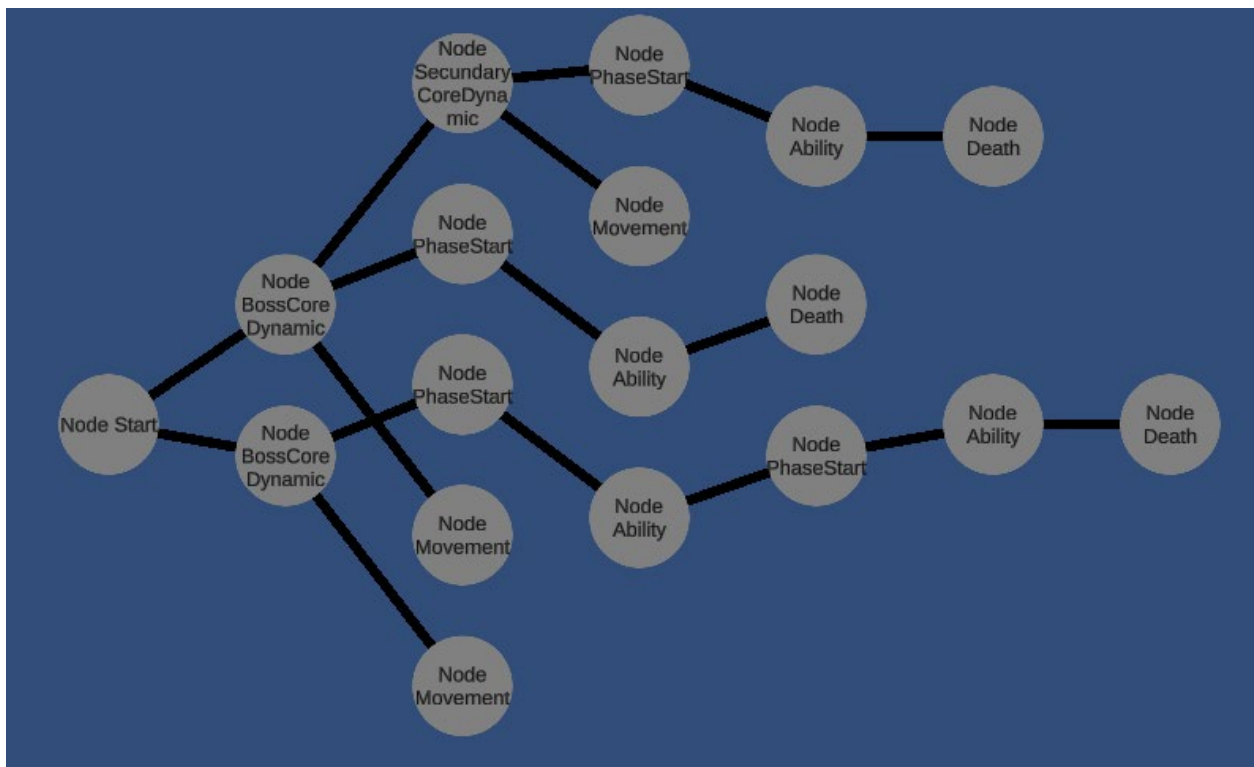 Node
Secundary
CoreDyna
mic
Node
PhaseStart
Node
Ability
Node
Death
Node
Movement
Node
PhaseStart
Node
BossCore
Dynamic
Node
Death
Node
Ability
Node
PhaseStart
Node Start
Node
BossCore
Dynamic
Node
PhaseStart
Node
Ability
Node
Death
Node
Ability
Node
Movement
Node
Movement